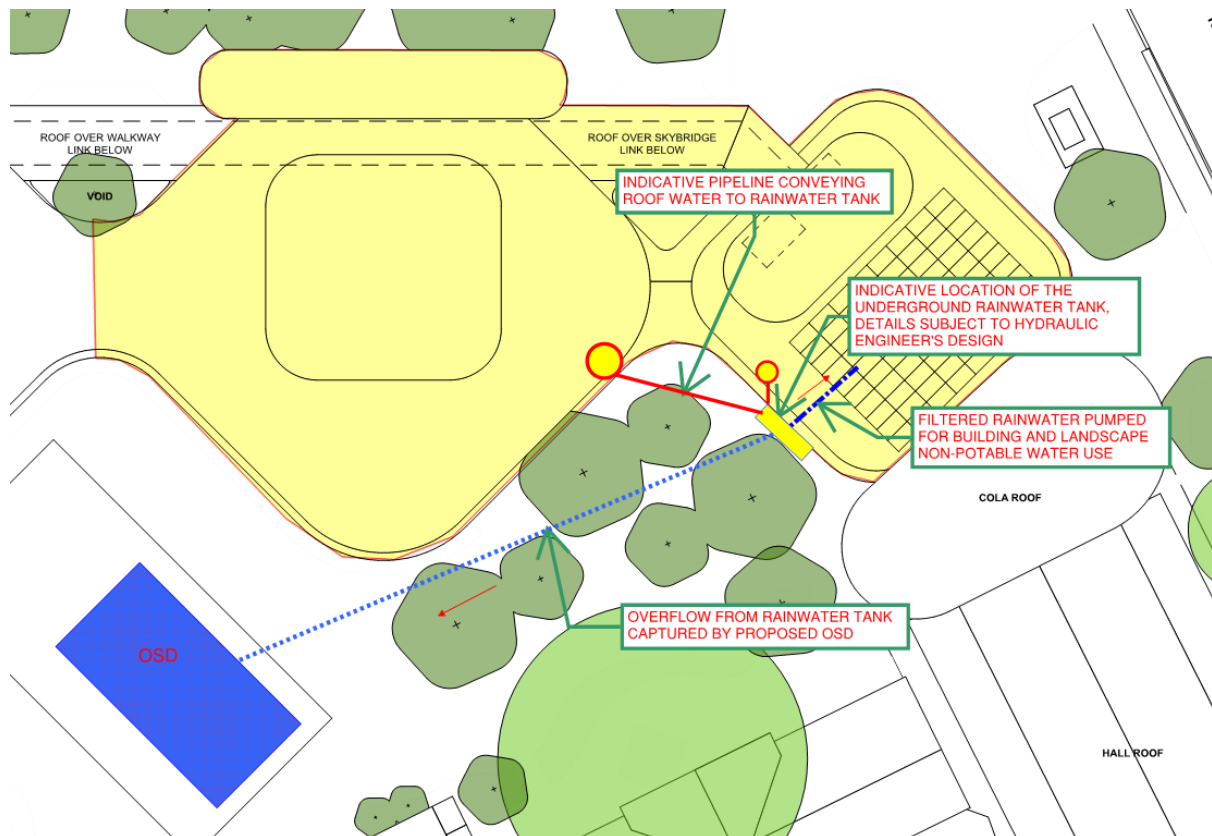 ROOF OVER WALKWAY
LINK BELOW
VOID
ROOF OVER SKYBRIDGE
LINK BELOW
INDICATIVE PIPELINE CONVEYING
ROOF WATER TO RAINWATER TANK
INDICATIVE LOCATION OF THE
UNDERGROUND RAINWATER TANK,
DETAILS SUBJECT TO HYDRAULIC
ENGINEER'S DESIGN
FILTERED RAINWATER PUMPED
FOR BUILDING AND LANDSCAPE
NON-POTABLE WATER USE
COLA ROOF
OVERFLOW FROM RAINWATER TANK
CAPTURED BY PROPOSED OSD
OSD
HALL ROOF